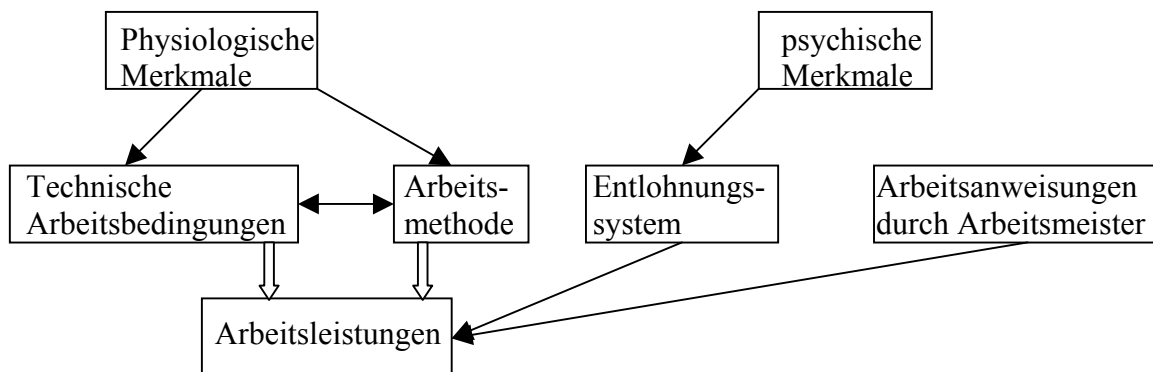 Physiologische
Merkmale
psychische
Merkmale
Technische
Arbeitsbedingungen
Arbeits-
methode
Entlohnungs-
system
Arbeitsanweisungen
durch Arbeitsmeister
Arbeitsleistungen